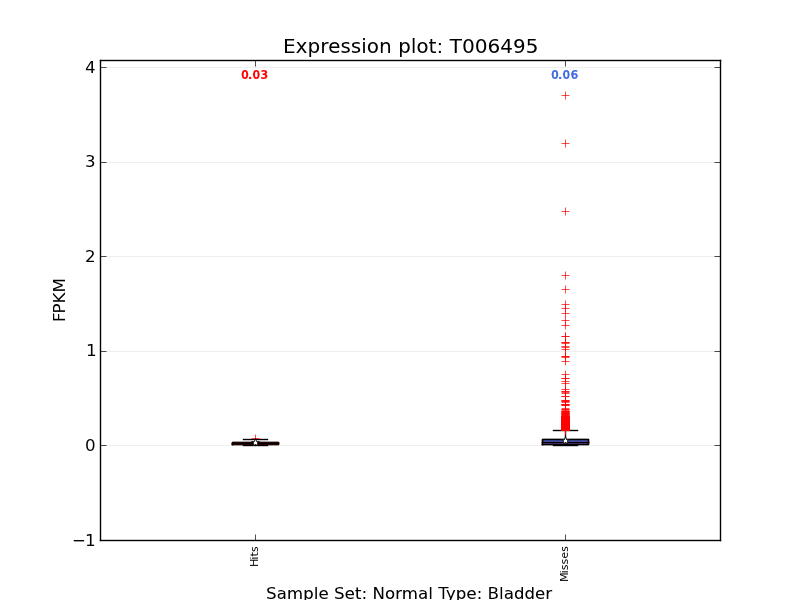 Expression plot: T006495
4
0.03
0.06
3
2
FPKM
1
0
−1
Hits
Misses
Sample Set: Normal Type: Bladder